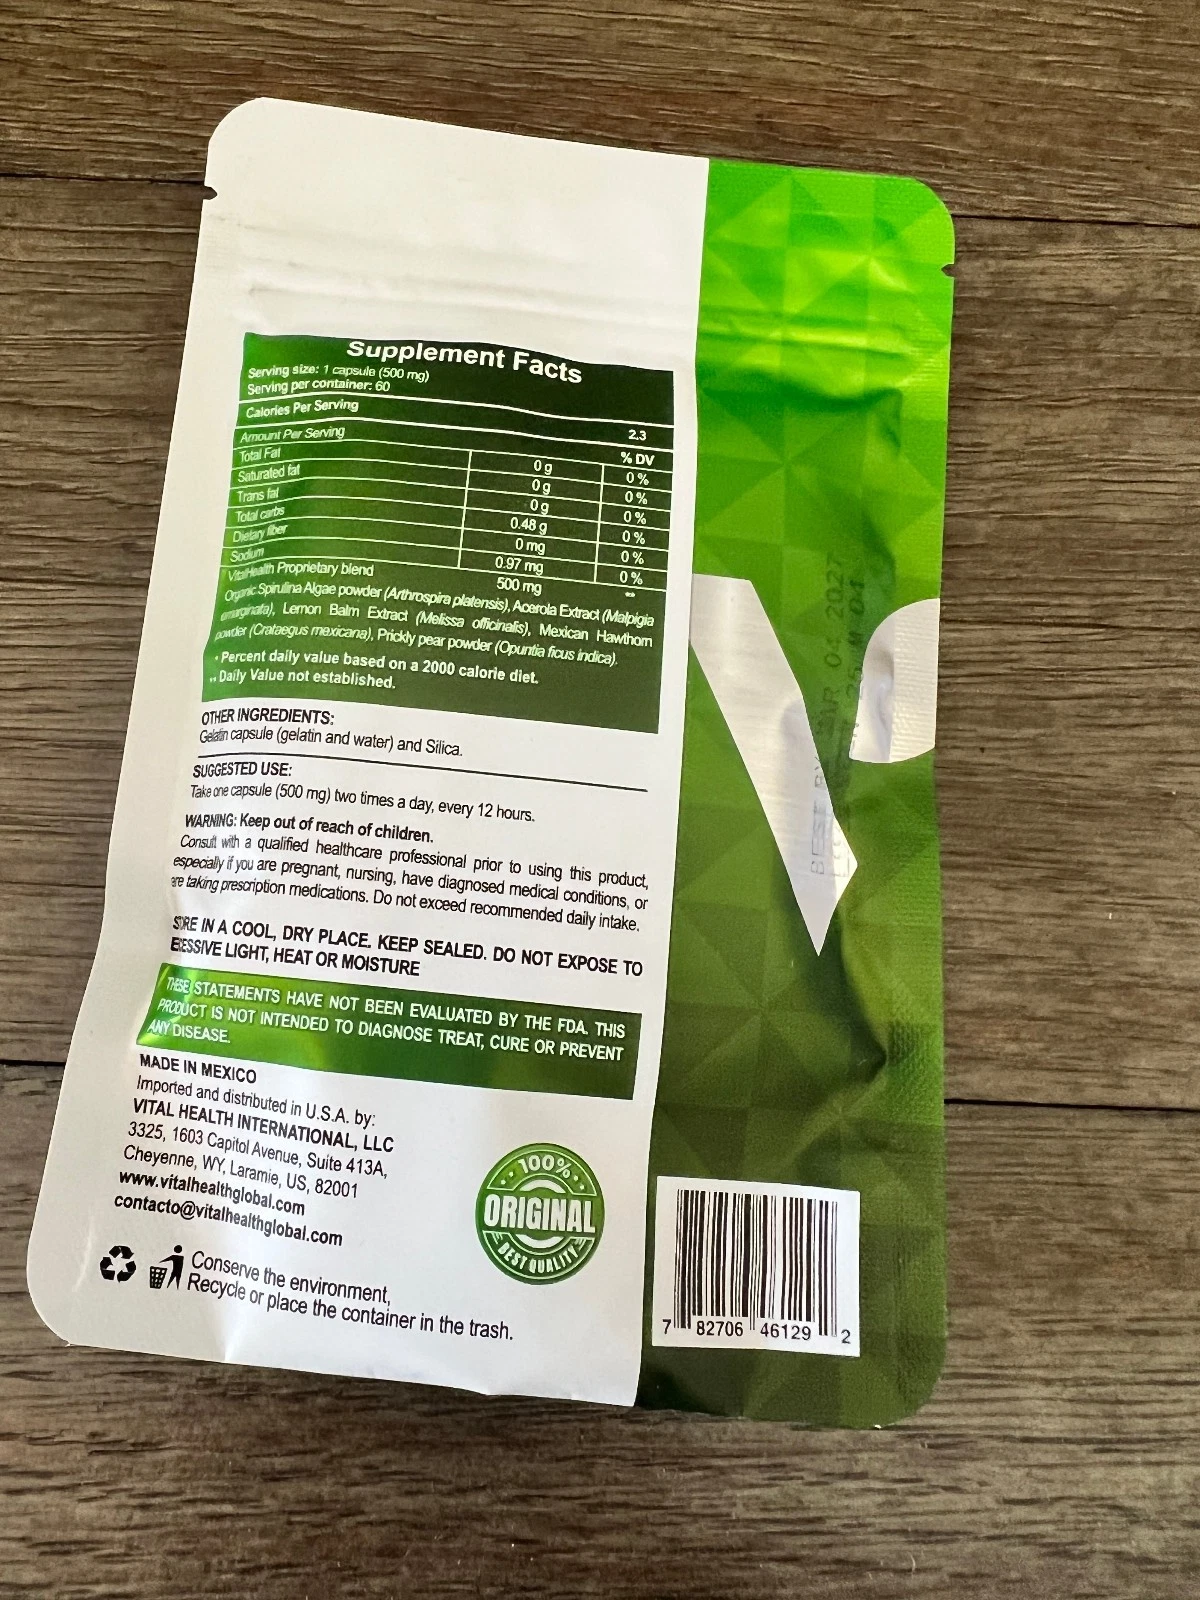 Supplement Facts
Serving size: 1 capsule (500 mg)
Serving per container: 60
Calories Per Serving 2.3
Amount Per Serving % DV
Total Fat 0 g 0 %
Saturated fat 0 g 0 %
Trans fat 0 g 0 %
Total carbs 0.48 g 0 %
Dietary fiber 0 mg 0 %
Sodium 0.97 mg 0 %
VitalHealth Proprietary blend 500 mg **
Organic Spirulina Algae powder (Arthrospira platensis), Acerola Extract (Malpigia
emarginata), Lemon Balm Extract (Melissa officinalis), Mexican Hawthorn
powder (Crataegus mexicana), Prickly pear powder (Opuntia ficus indica).
* Percent daily value based on a 2000 calorie diet.
** Daily Value not established.
OTHER INGREDIENTS:
Gelatin capsule (gelatin and water) and Silica.
SUGGESTED USE:
Take one capsule (500 mg) two times a day, every 12 hours.
WARNING: Keep out of reach of children.
Consult with a qualified healthcare professional prior to using this product,
especially if you are pregnant, nursing, have diagnosed medical conditions, or
are taking prescription medications. Do not exceed recommended daily intake.
STORE IN A COOL, DRY PLACE. KEEP SEALED. DO NOT EXPOSE TO
EXCESSIVE LIGHT, HEAT OR MOISTURE
THESE STATEMENTS HAVE NOT BEEN EVALUATED BY THE FDA. THIS
PRODUCT IS NOT INTENDED TO DIAGNOSE TREAT, CURE OR PREVENT
ANY DISEASE.
MADE IN MEXICO
Imported and distributed in U.S.A. by:
VITAL HEALTH INTERNATIONAL, LLC
3325, 1603 Capitol Avenue, Suite 413A,
Cheyenne, WY, Laramie, US, 82001
www.vitalhealthglobal.com
contacto@vitalhealthglobal.com
Conserve the environment,
Recycle or place the container in the trash.
100%
ORIGINAL
BEST QUALITY
BEST BY 2027
7 82706 46129 2